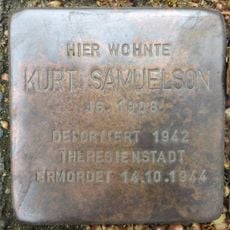 HIER WOHNTE
KURT SAMUELSON
JG. 1928
DEPORTIERT 1942
THERESIENSTADT
ERMORDET 14.10.1944